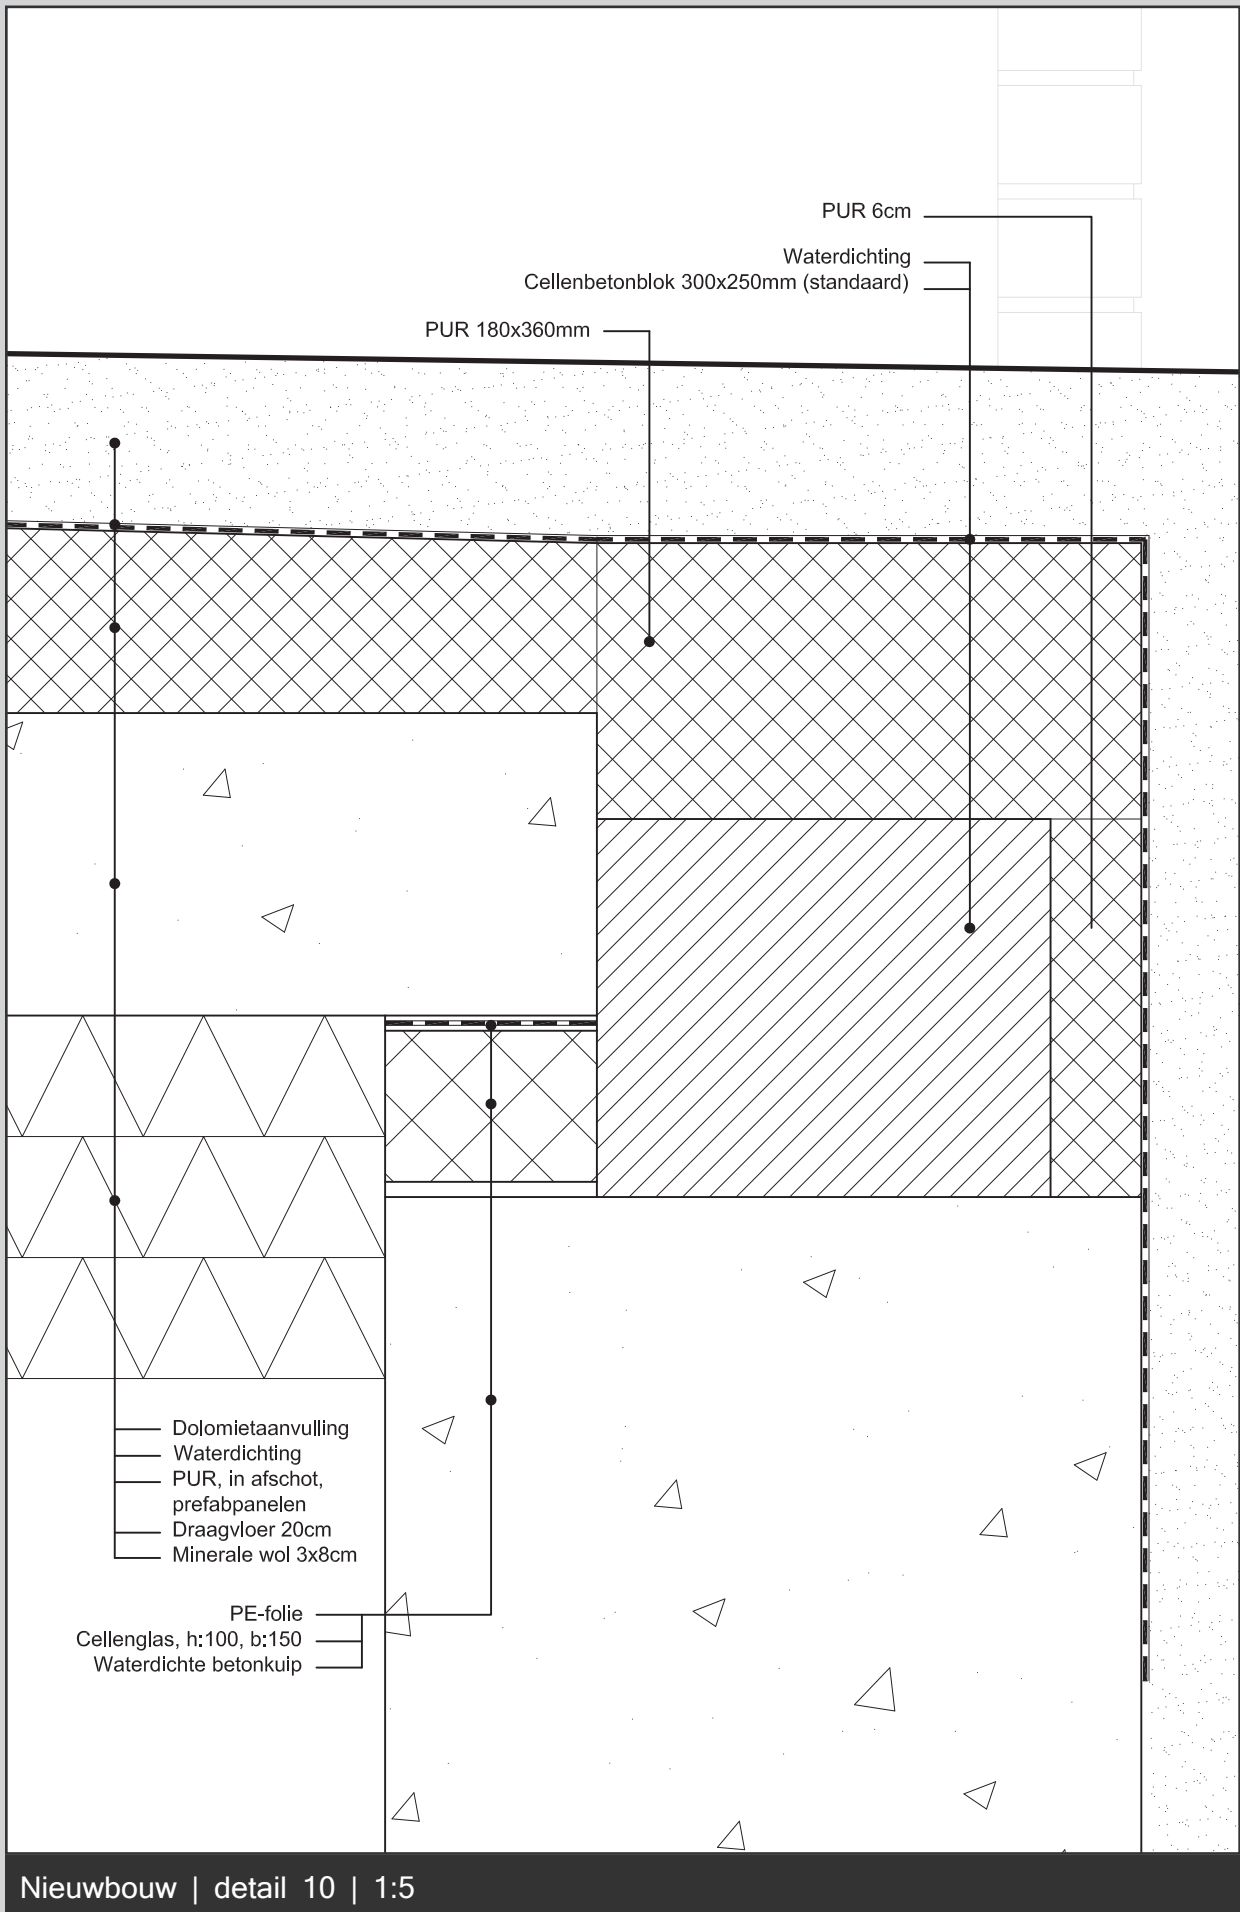 PUR 6cm
Waterdichting
Cellenbetonblok 300x250mm (standaard)
PUR 180x360mm
Dolomietaanvulling
Waterdichting
PUR, in afschot,
prefabpanelen
Draagvloer 20cm
Minerale wol 3x8cm
PE-folie
Cellenglas, h:100, b:150
Waterdichte betonkuip
Nieuwbouw | detail 10 | 1:5